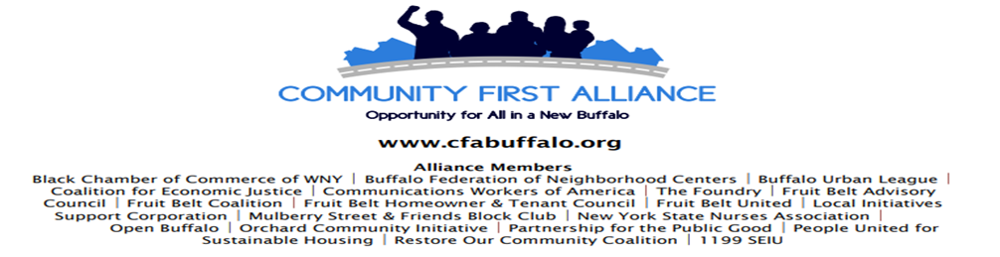 COMMUNITY FIRST ALLIANCE
Opportunity for All in a New Buffalo
www.cfabuffalo.org
Alliance Members
Black Chamber of Commerce of WNY | Buffalo Federation of Neighborhood Centers | Buffalo Urban League |
Coalition for Economic Justice | Communications Workers of America | The Foundry | Fruit Belt Advisory
Council | Fruit Belt Coalition | Fruit Belt Homeowner & Tenant Council | Fruit Belt United | Local Initiatives
Support Corporation | Mulberry Street & Friends Block Club | New York State Nurses Association |
Open Buffalo | Orchard Community Initiative | Partnership for the Public Good | People United for
Sustainable Housing | Restore Our Community Coalition | 1199 SEIU